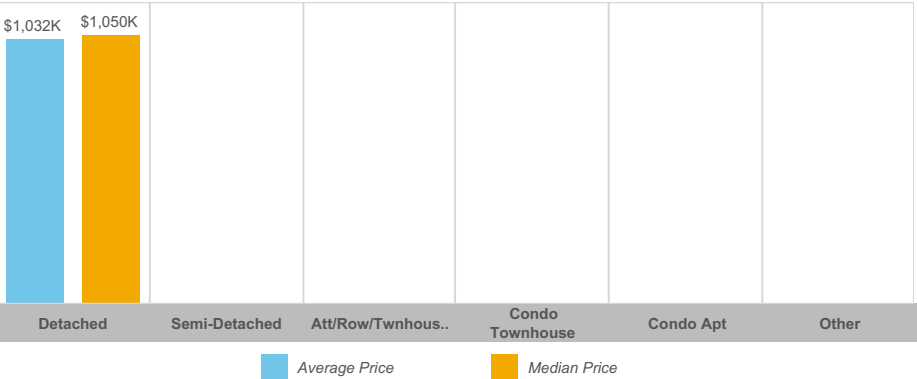 $1,032K
$1,050K
Detached
Semi-Detached
Att/Row/Twnhous..
Condo
Townhouse
Condo Apt
Other
Average Price
Median Price